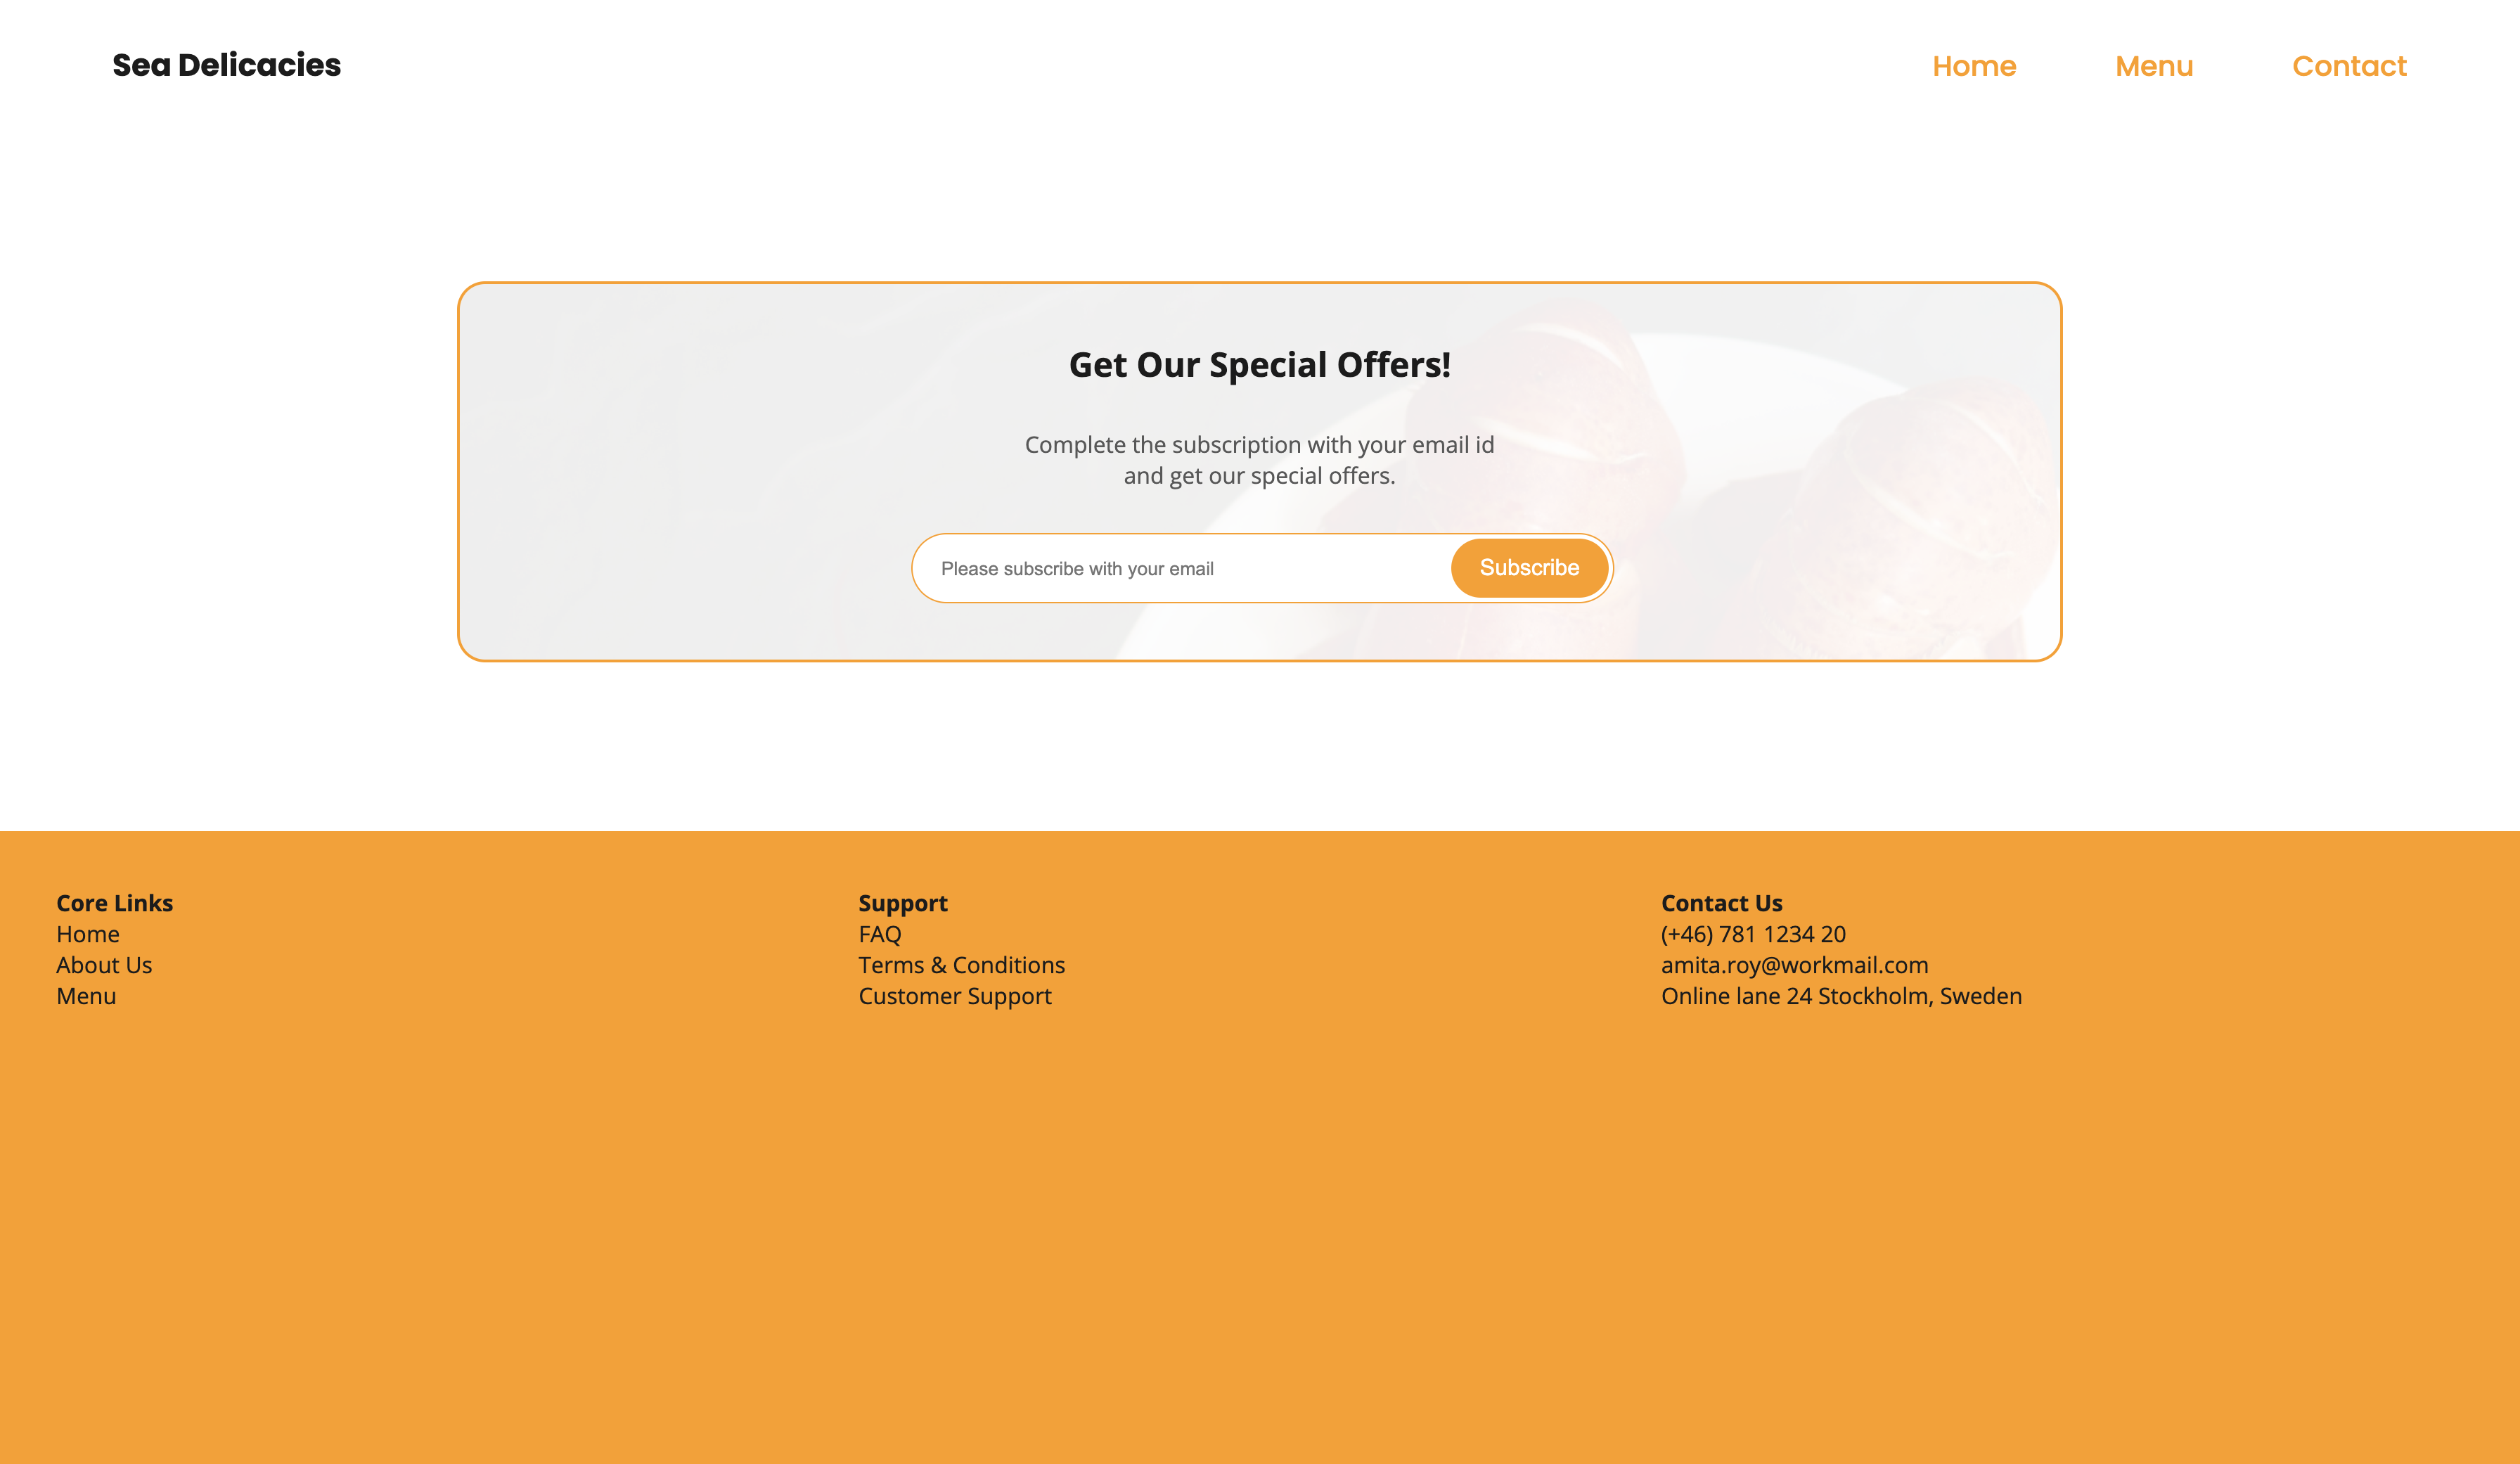 Sea Delicacies
Home Menu Contact
Get Our Special Offers!
Complete the subscription with your email id
and get our special offers.
Please subscribe with your email
Subscribe
Core Links
Home
About Us
Menu
Support
FAQ
Terms & Conditions
Customer Support
Contact Us
(+46) 781 1234 20
amita.roy@workmail.com
Online lane 24 Stockholm, Sweden